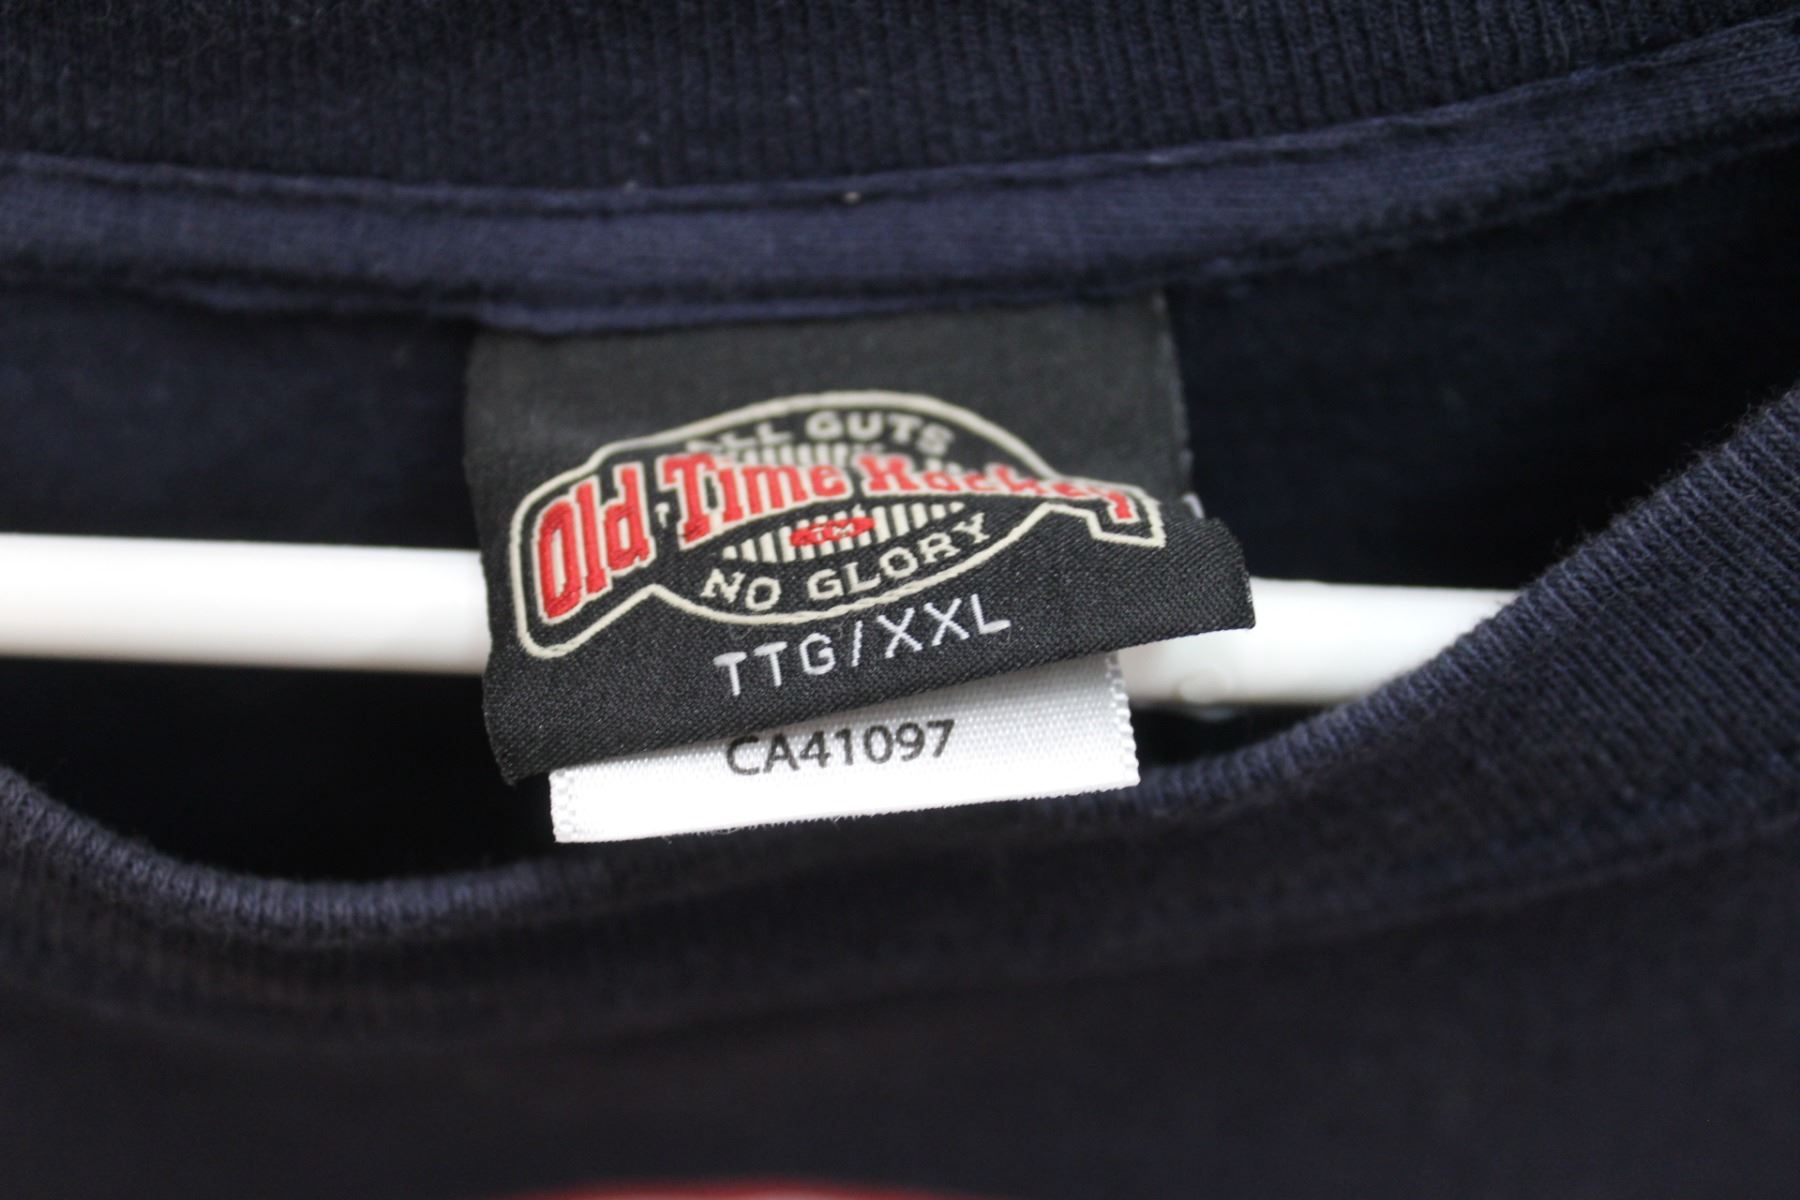 ALL GUTS
Old-Time Hockey
NO GLORY
TTG/XXL
CA41097